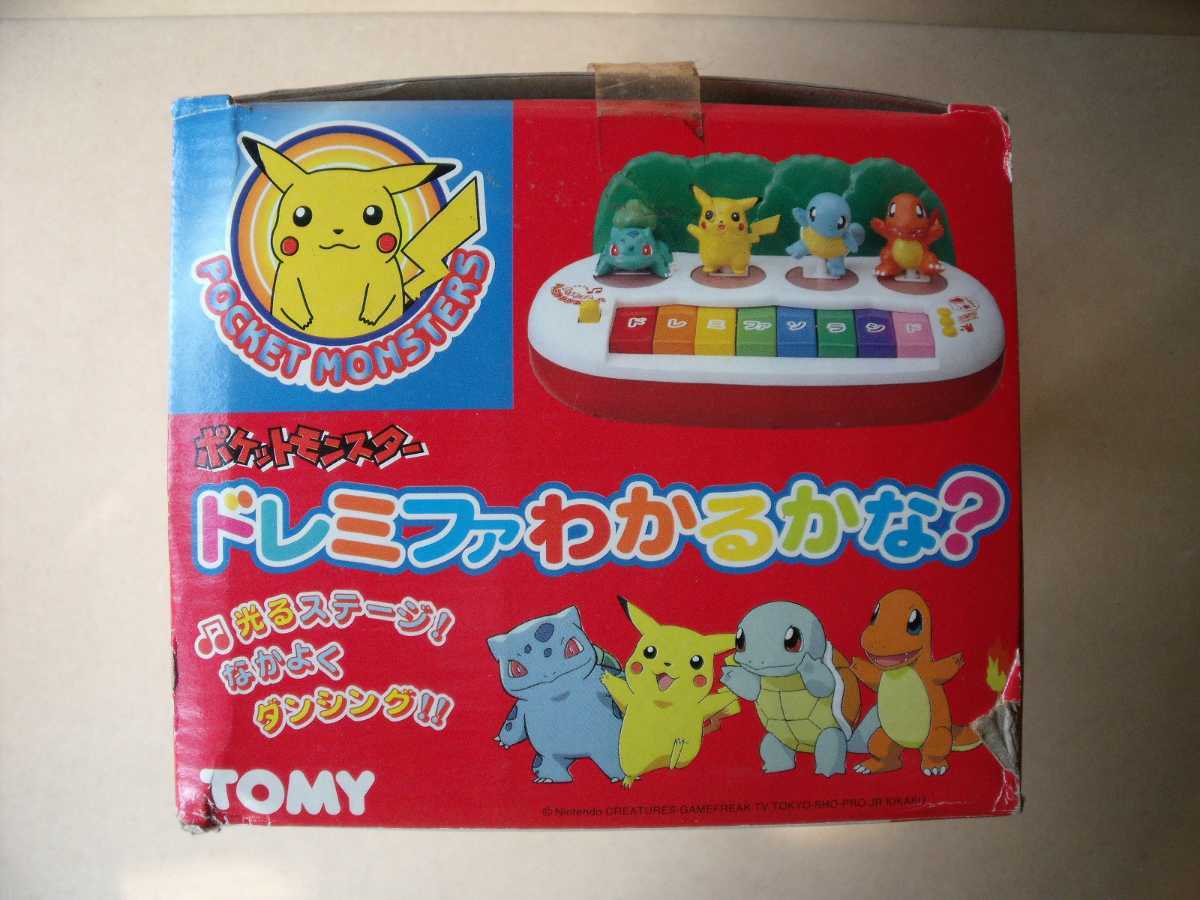 POCKET MONSTERS
ド レ ミ ファ ソ ラ シ ド
ポケットモンスター
ドレミファわかるかな?
♫光るステージ!
なかよく
ダンシング!!
TOMY
© Nintendo・CREATURES・GAMEFREAK・TV TOKYO・SHO-PRO・JR KIKAKU